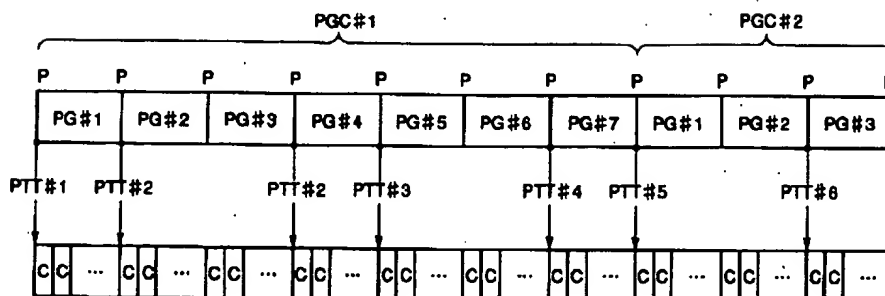 PGC#1 PGC#2
P P P P P P P P P P
PG#1 PG#2 PG#3 PG#4 PG#5 PG#6 PG#7 PG#1 PG#2 PG#3
PTT#1 PTT#2 PTT#2 PTT#3 PTT#4 PTT#5 PTT#6
C C ... C C ... C C ... C C ... C C ... C C ... C C ... C C ... C C ... C C ...